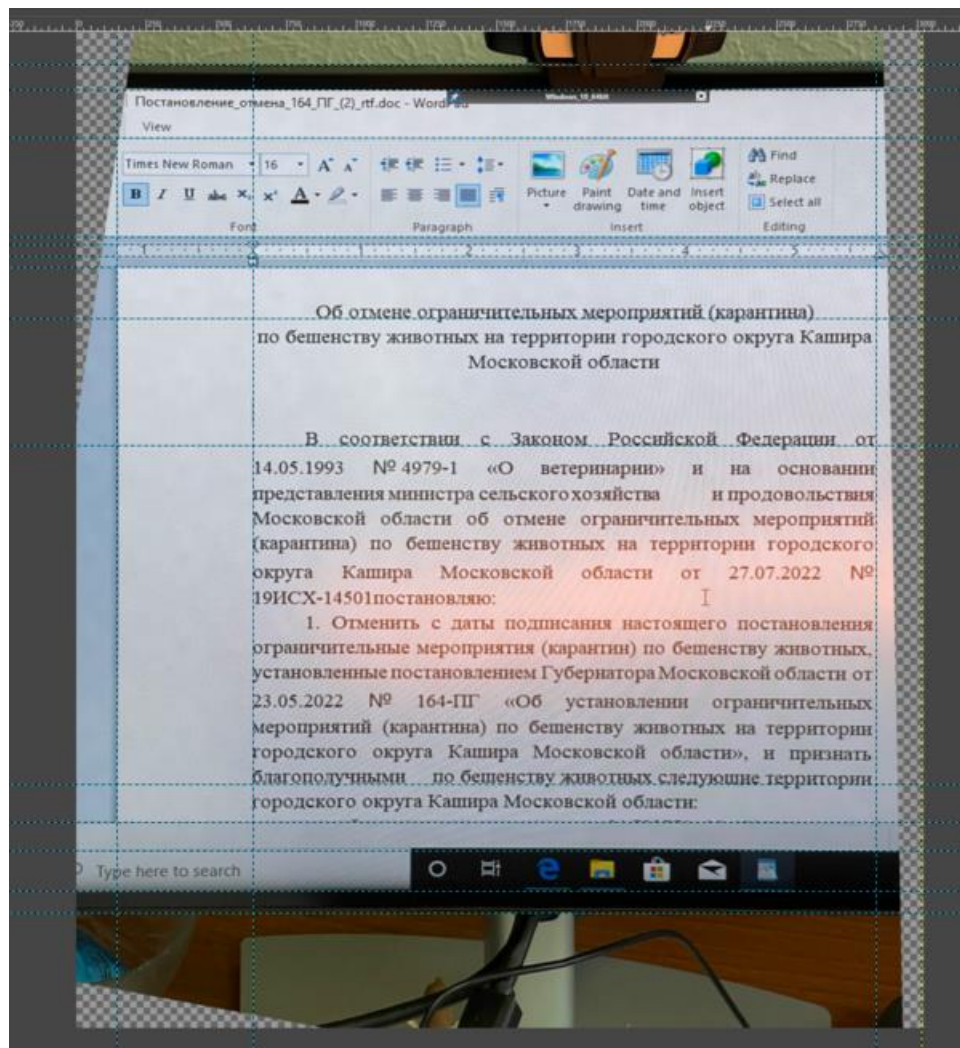 Постановление_отмена_164_ПГ_(2)_rtf.doc - WordPad
View
Times New Roman 16
Find
Replace
Select all
Picture Paint drawing Date and time Insert object
Font Paragraph Insert Editing
1 1 2 3 4 5
Об отмене ограничительных мероприятий (карантина)
по бешенству животных на территории городского округа Кашира
Московской области
В соответствии с Законом Российской Федерации от
14.05.1993 № 4979-1 «О ветеринарии» и на основании
представления министра сельского хозяйства и продовольствия
Московской области об отмене ограничительных мероприятий
(карантина) по бешенству животных на территории городского
округа Кашира Московской области от 27.07.2022 №
19ИСХ-14501постановляю:
1. Отменить с даты подписания настоящего постановления
ограничительные мероприятия (карантин) по бешенству животных,
установленные постановлением Губернатора Московской области от
23.05.2022 № 164-ПГ «Об установлении ограничительных
мероприятий (карантина) по бешенству животных на территории
городского округа Кашира Московской области», и признать
благополучными по бешенству животных следующие территории
городского округа Кашира Московской области:
Type here to search